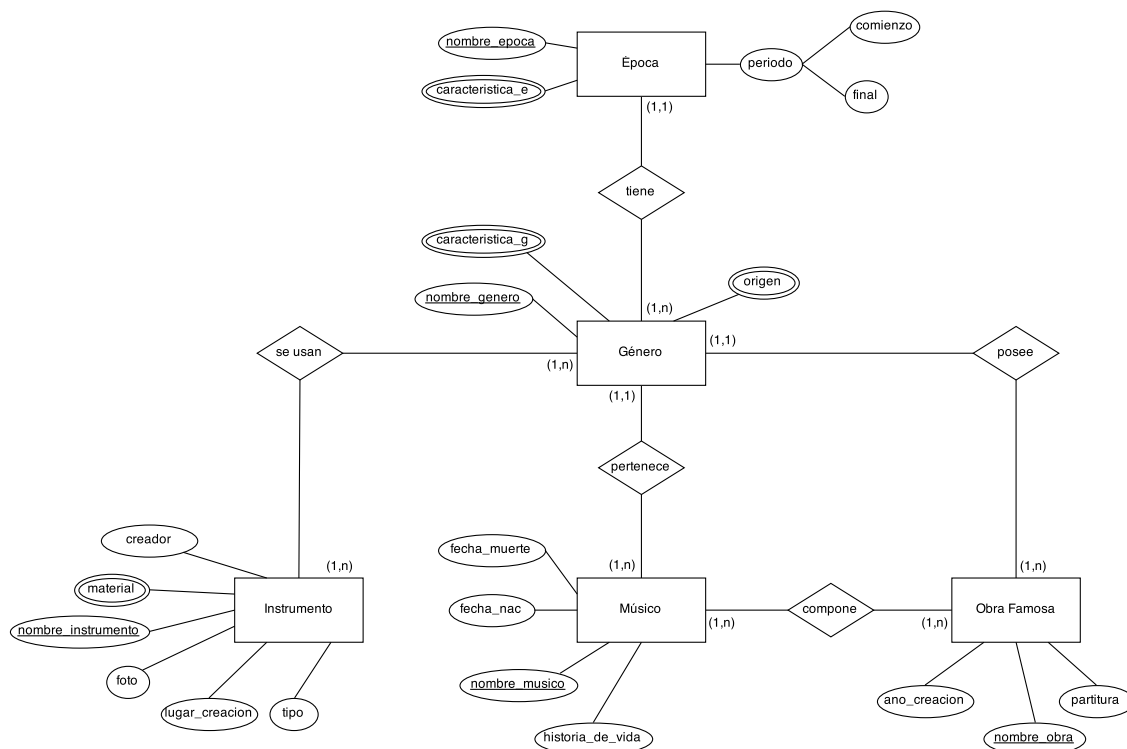 comienzo
nombre_epoca
Época
periodo
caracteristica_e
final
(1,1)
tiene
caracteristica_g
origen
nombre_genero
(1,n)
se usan
(1,n)
Género
(1,1)
posee
(1,1)
pertenece
creador
fecha_muerte
(1,n)
(1,n)
(1,n)
material
Instrumento
fecha_nac
Músico
compone
Obra Famosa
(1,n)
(1,n)
nombre_instrumento
foto
nombre_musico
ano_creacion
partitura
lugar_creacion
tipo
historia_de_vida
nombre_obra